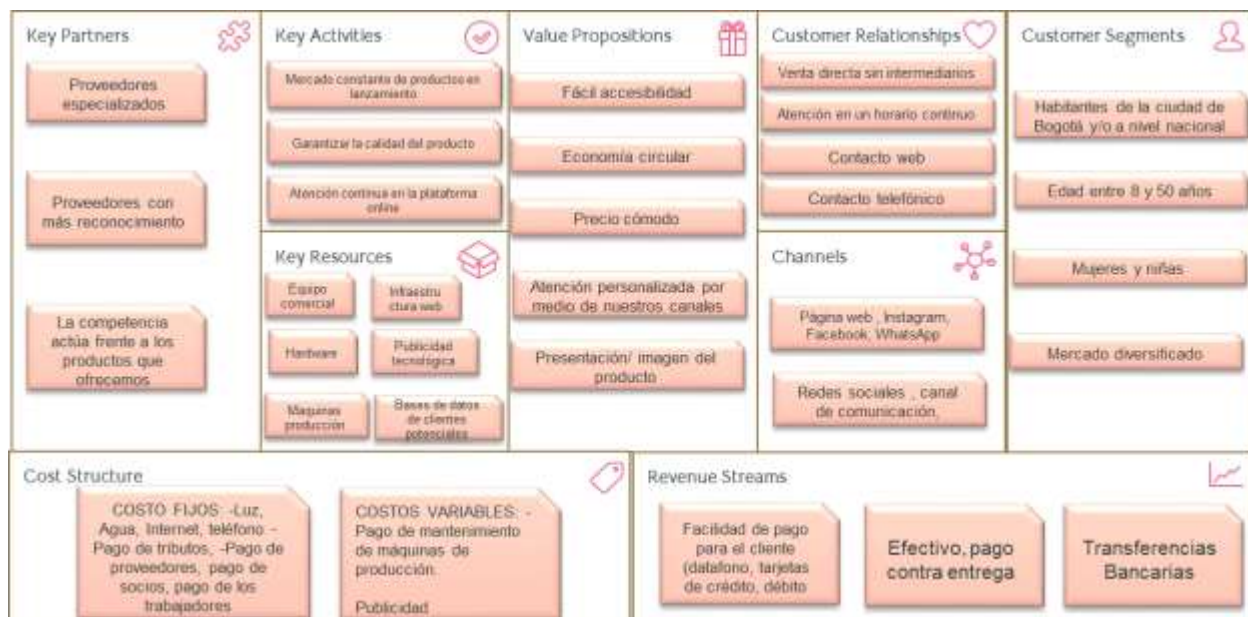 Key Partners
Proveedores
especializados
Proveedores con
más reconocimiento
La competencia
actúa frente a los
productos que
ofrecemos
Key Activities
Mercado constante de productos en
lanzamiento
Garantizar la calidad del producto
Atención continua en la plataforma
online
Key Resources
Equipo
comercial
Infraestru
ctura web
Hardware
Publicidad
tecnológica
Maquinas
producción
Bases de datos
de clientes
potenciales
Value Propositions
Fácil accesibilidad
Economía circular
Precio cómodo
Atención personalizada por
medio de nuestros canales
Presentación/ imagen del
producto
Customer Relationships
Venta directa sin intermediarios
Atención en un horario continuo
Contacto web
Contacto telefónico
Channels
Página web , Instagram,
Facebook, WhatsApp
Redes sociales , canal
de comunicación,
Customer Segments
Habitantes de la ciudad de
Bogotá y/o a nivel nacional
Edad entre 8 y 50 años
Mujeres y niñas
Mercado diversificado
Cost Structure
COSTO FIJOS: -Luz,
Agua, Internet, teléfono -
Pago de tributos, -Pago de
proveedores, pago de
socios, pago de los
trabajadores
COSTOS VARIABLES: -
Pago de mantenimiento
de máquinas de
producción.
Publicidad
Revenue Streams
Facilidad de pago
para el cliente
(datafono, tarjetas
de crédito, débito
Efectivo, pago
contra entrega
Transferencias
Bancarias